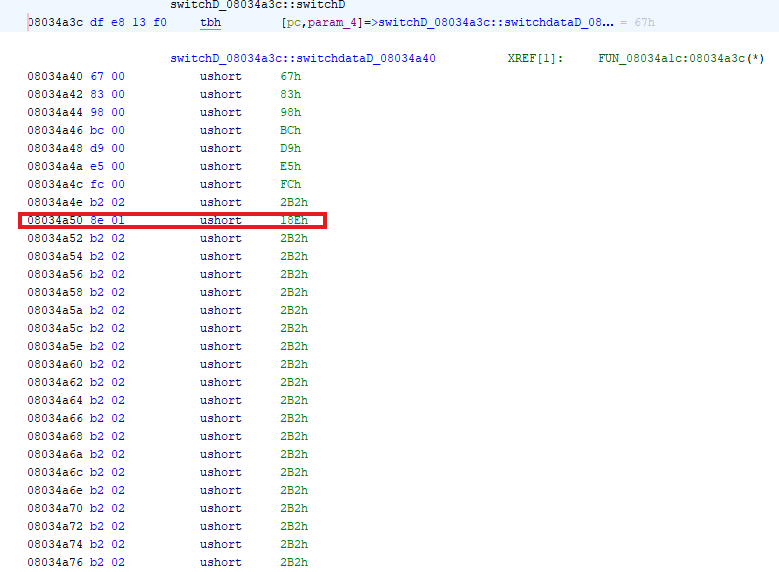 switchD_08034a3c::switchD
08034a3c df e8 13 f0 tbh [pc,param_4]=>switchD_08034a3c::switchdataD_08... = 67h
switchD_08034a3c::switchdataD_08034a40 XREF[1]: FUN_08034a1c:08034a3c(*)
08034a40 67 00 ushort 67h
08034a42 83 00 ushort 83h
08034a44 98 00 ushort 98h
08034a46 bc 00 ushort BCh
08034a48 d9 00 ushort D9h
08034a4a e5 00 ushort E5h
08034a4c fc 00 ushort FCh
08034a4e b2 02 ushort 2B2h
08034a50 8e 01 ushort 18Eh
08034a52 b2 02 ushort 2B2h
08034a54 b2 02 ushort 2B2h
08034a56 b2 02 ushort 2B2h
08034a58 b2 02 ushort 2B2h
08034a5a b2 02 ushort 2B2h
08034a5c b2 02 ushort 2B2h
08034a5e b2 02 ushort 2B2h
08034a60 b2 02 ushort 2B2h
08034a62 b2 02 ushort 2B2h
08034a64 b2 02 ushort 2B2h
08034a66 b2 02 ushort 2B2h
08034a68 b2 02 ushort 2B2h
08034a6a b2 02 ushort 2B2h
08034a6c b2 02 ushort 2B2h
08034a6e b2 02 ushort 2B2h
08034a70 b2 02 ushort 2B2h
08034a72 b2 02 ushort 2B2h
08034a74 b2 02 ushort 2B2h
08034a76 b2 02 ushort 2B2h